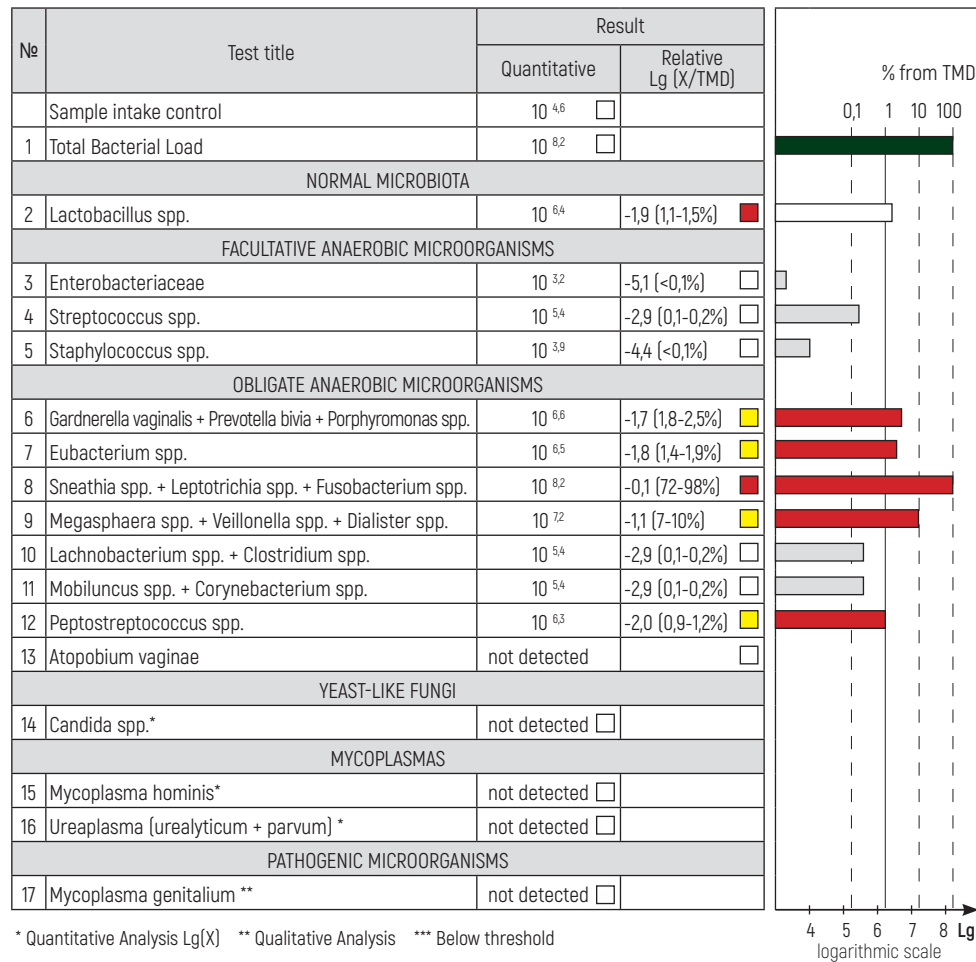 № Test title Result
Quantitative Relative Lg (X/TMD)
% from TMD
0,1 1 10 100
Sample intake control 10 4,6
1 Total Bacterial Load 10 8,2
NORMAL MICROBIOTA
2 Lactobacillus spp. 10 6,4 -1,9 (1,1-1,5%)
FACULTATIVE ANAEROBIC MICROORGANISMS
3 Enterobacteriaceae 10 3,2 -5,1 (<0,1%)
4 Streptococcus spp. 10 5,4 -2,9 (0,1-0,2%)
5 Staphylococcus spp. 10 3,9 -4,4 (<0,1%)
OBLIGATE ANAEROBIC MICROORGANISMS
6 Gardnerella vaginalis + Prevotella bivia + Porphyromonas spp. 10 6,6 -1,7 (1,8-2,5%)
7 Eubacterium spp. 10 6,5 -1,8 (1,4-1,9%)
8 Sneathia spp. + Leptotrichia spp. + Fusobacterium spp. 10 8,2 -0,1 (72-98%)
9 Megasphaera spp. + Veillonella spp. + Dialister spp. 10 7,2 -1,1 (7-10%)
10 Lachnobacterium spp. + Clostridium spp. 10 5,4 -2,9 (0,1-0,2%)
11 Mobiluncus spp. + Corynebacterium spp. 10 5,4 -2,9 (0,1-0,2%)
12 Peptostreptococcus spp. 10 6,3 -2,0 (0,9-1,2%)
13 Atopobium vaginae not detected
YEAST-LIKE FUNGI
14 Candida spp.* not detected
MYCOPLASMAS
15 Mycoplasma hominis* not detected
16 Ureaplasma (urealyticum + parvum) * not detected
PATHOGENIC MICROORGANISMS
17 Mycoplasma genitalium ** not detected
4 5 6 7 8 Lg
logarithmic scale
* Quantitative Analysis Lg(X) ** Qualitative Analysis *** Below threshold